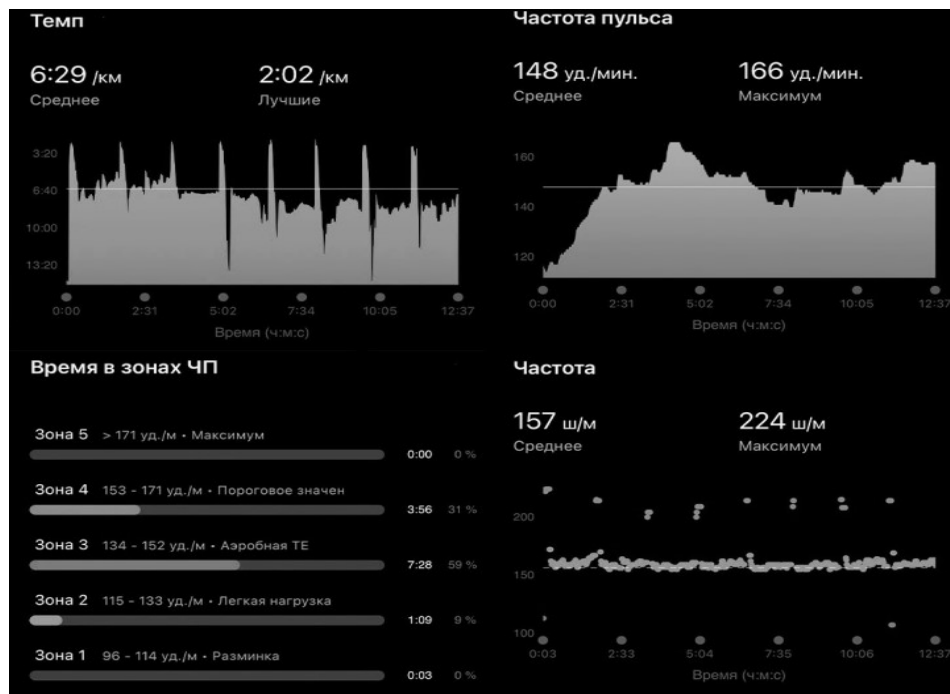 Темп
6:29 /км
2:02 /км
Среднее
Лучшие
3:20
6:40
10:00
13:20
0:00 2:31 5:02 7:34 10:05 12:37
Время (ч:м:с)
Частота пульса
148 уд./мин.
166 уд./мин.
Среднее
Максимум
160
140
120
0:00 2:31 5:02 7:34 10:05 12:37
Время (ч:м:с)
Время в зонах ЧП
Зона 5 > 171 уд./м • Максимум
0:00 0 %
Зона 4 153 – 171 уд./м • Пороговое значен
3:56 31 %
Зона 3 134 – 152 уд./м • Аэробная ТЕ
7:28 59 %
Зона 2 115 – 133 уд./м • Легкая нагрузка
1:09 9 %
Зона 1 96 – 114 уд./м • Разминка
0:03 0 %
Частота
157 ш/м
224 ш/м
Среднее
Максимум
200
150
100
0:03 2:33 5:04 7:35 10:06 12:37
Время (ч:м:с)